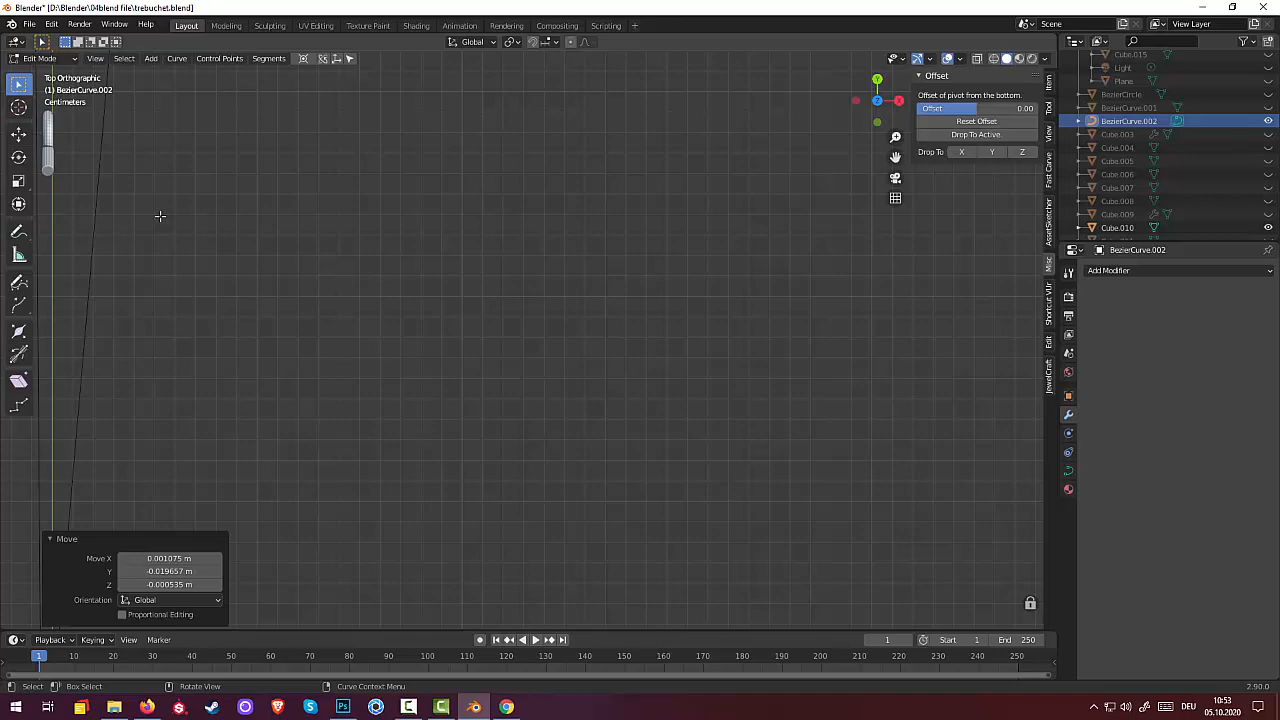 Blender* [D:\Blender\04blend file\trebuchet.blend]
File Edit Render Window Help Layout Modeling Sculpting UV Editing Texture Paint Shading Animation Rendering Compositing Scripting + Scene View Layer
Global
Edit Mode View Select Add Curve Control Points Segments
Top Orthographic
(1) BezierCurve.002
Centimeters
Y
X
Z
Offset
Offset of pivot from the bottom.
Offset 0.00
Reset Offset
Drop To Active.
Drop To X Y Z
Item
Tool
View
Fast Carve
AssetSketcher
Misc
Shortcut VUr
Edit
JewelCraft
Cube.015
Light
Plane
BezierCircle
BezierCurve.001
BezierCurve.002
Cube.003
Cube.004
Cube.005
Cube.006
Cube.007
Cube.008
Cube.009
Cube.010
BezierCurve.002
Add Modifier
Move
Move X 0.001075 m
Y -0.019657 m
Z -0.000535 m
Orientation Global
Proportional Editing
Playback Keying View Marker 1 Start 1 End 250
1 10 20 30 40 50 60 70 80 90 100 110 120 130 140 150 160 170 180 190 200 210 220 230 240 250
Select Box Select Rotate View Curve Context Menu 2.90.0
Ps DEU 10:53
05.10.2020